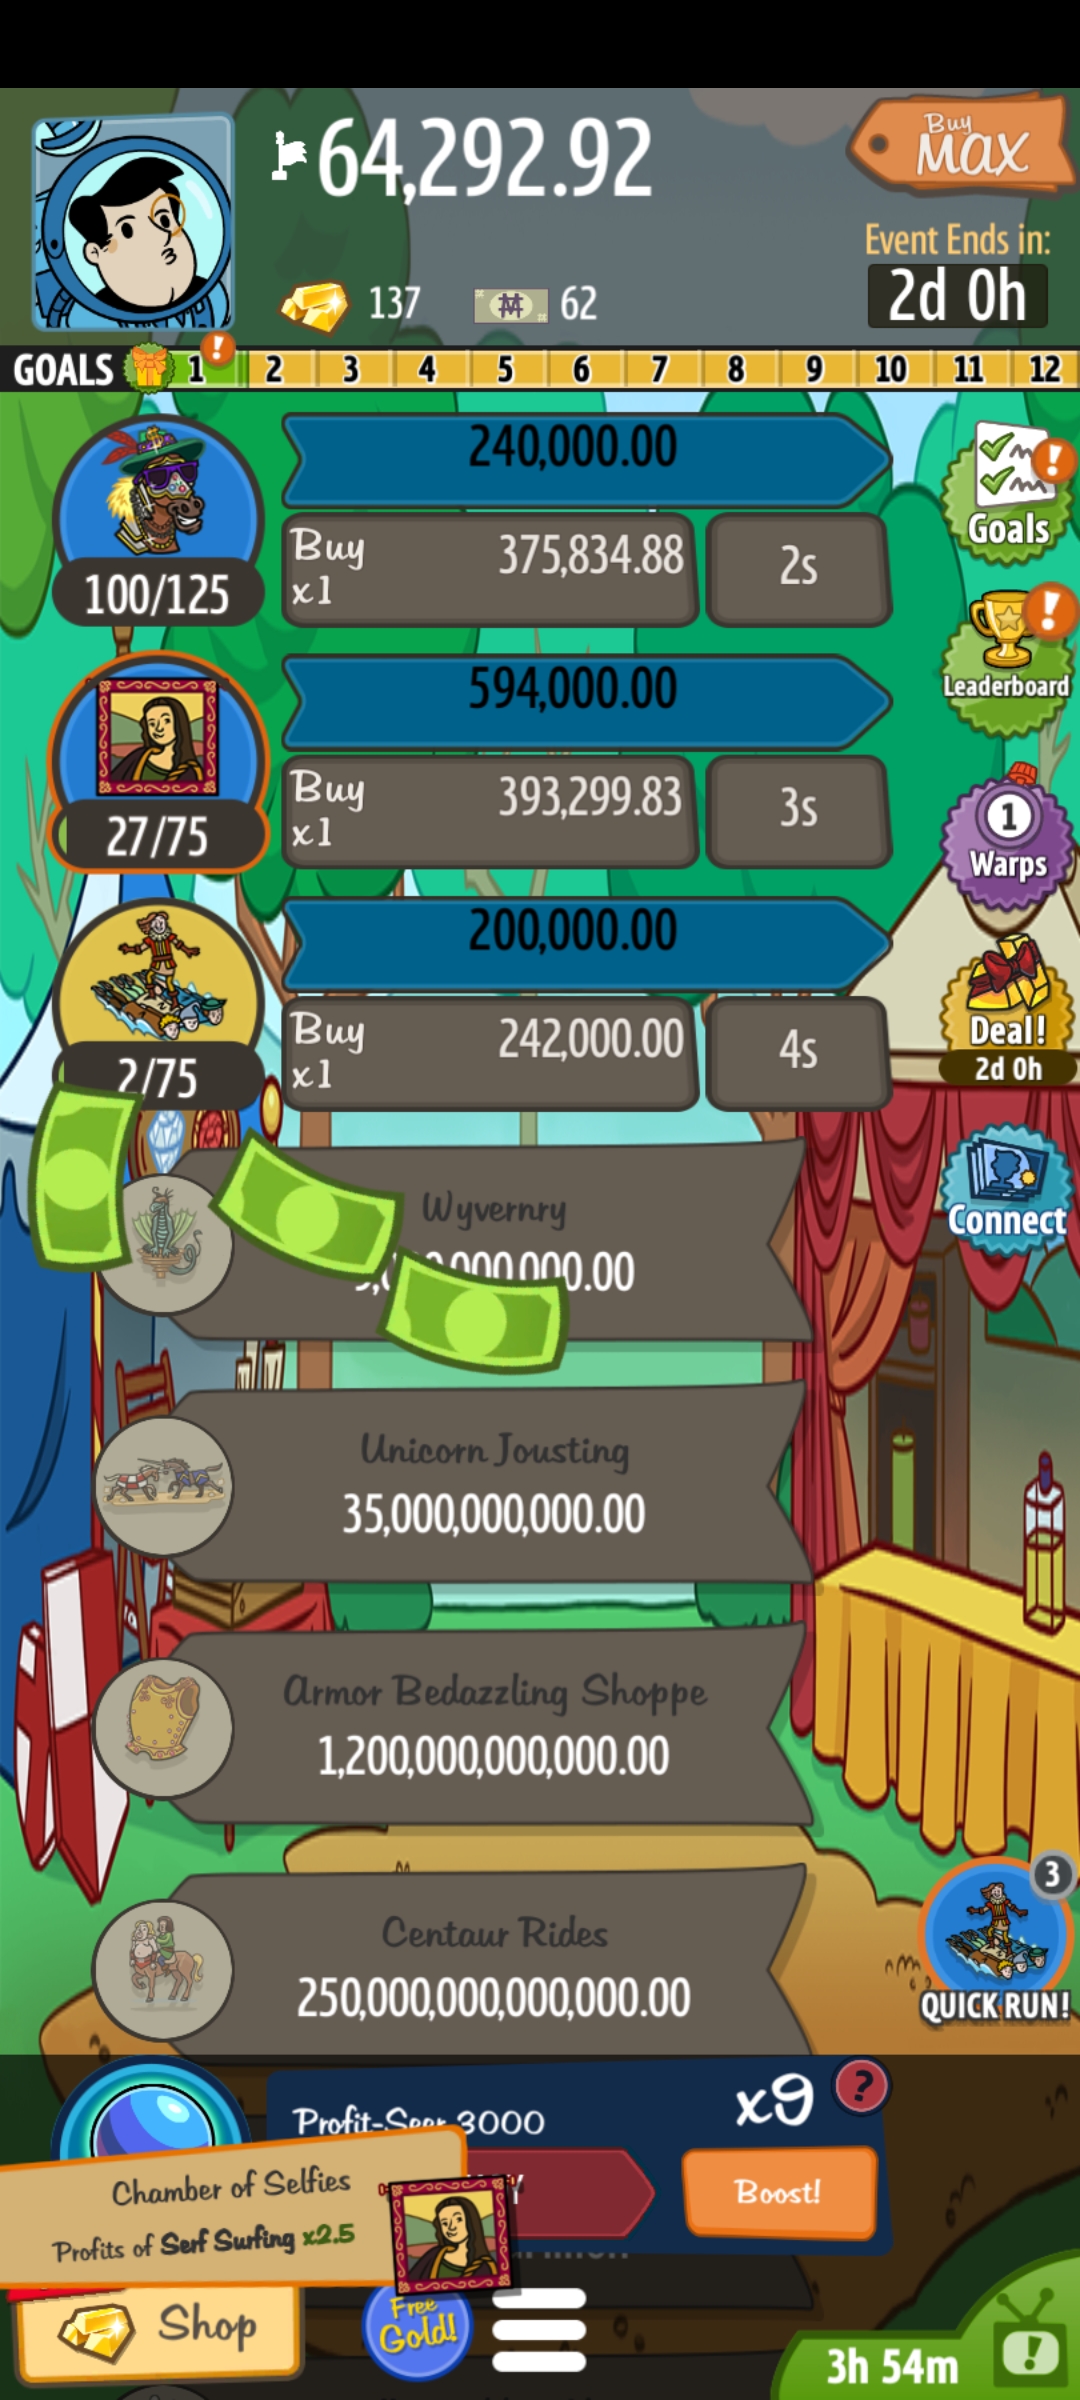 64,292.92
Buy
MAX
Event Ends in:
2d 0h
137
62
GOALS 1 2 3 4 5 6 7 8 9 10 11 12
240,000.00
Buy
x1
375,834.88
2s
100/125
Goals
594,000.00
Buy
x1
393,299.83
3s
27/75
Leaderboard
1
Warps
200,000.00
Buy
x1
242,000.00
4s
2/75
Deal!
2d 0h
Wyvernry
000.00
Connect
Unicorn Jousting
35,000,000,000.00
Armor Bedazzling Shoppe
1,200,000,000,000.00
Centaur Rides
250,000,000,000,000.00
3
QUICK RUN!
Profit-Seer 3000
x9
?
Boost!
Chamber of Selfies
Profits of Serf Surfing x2.5
Shop
Free
Gold!
3h 54m